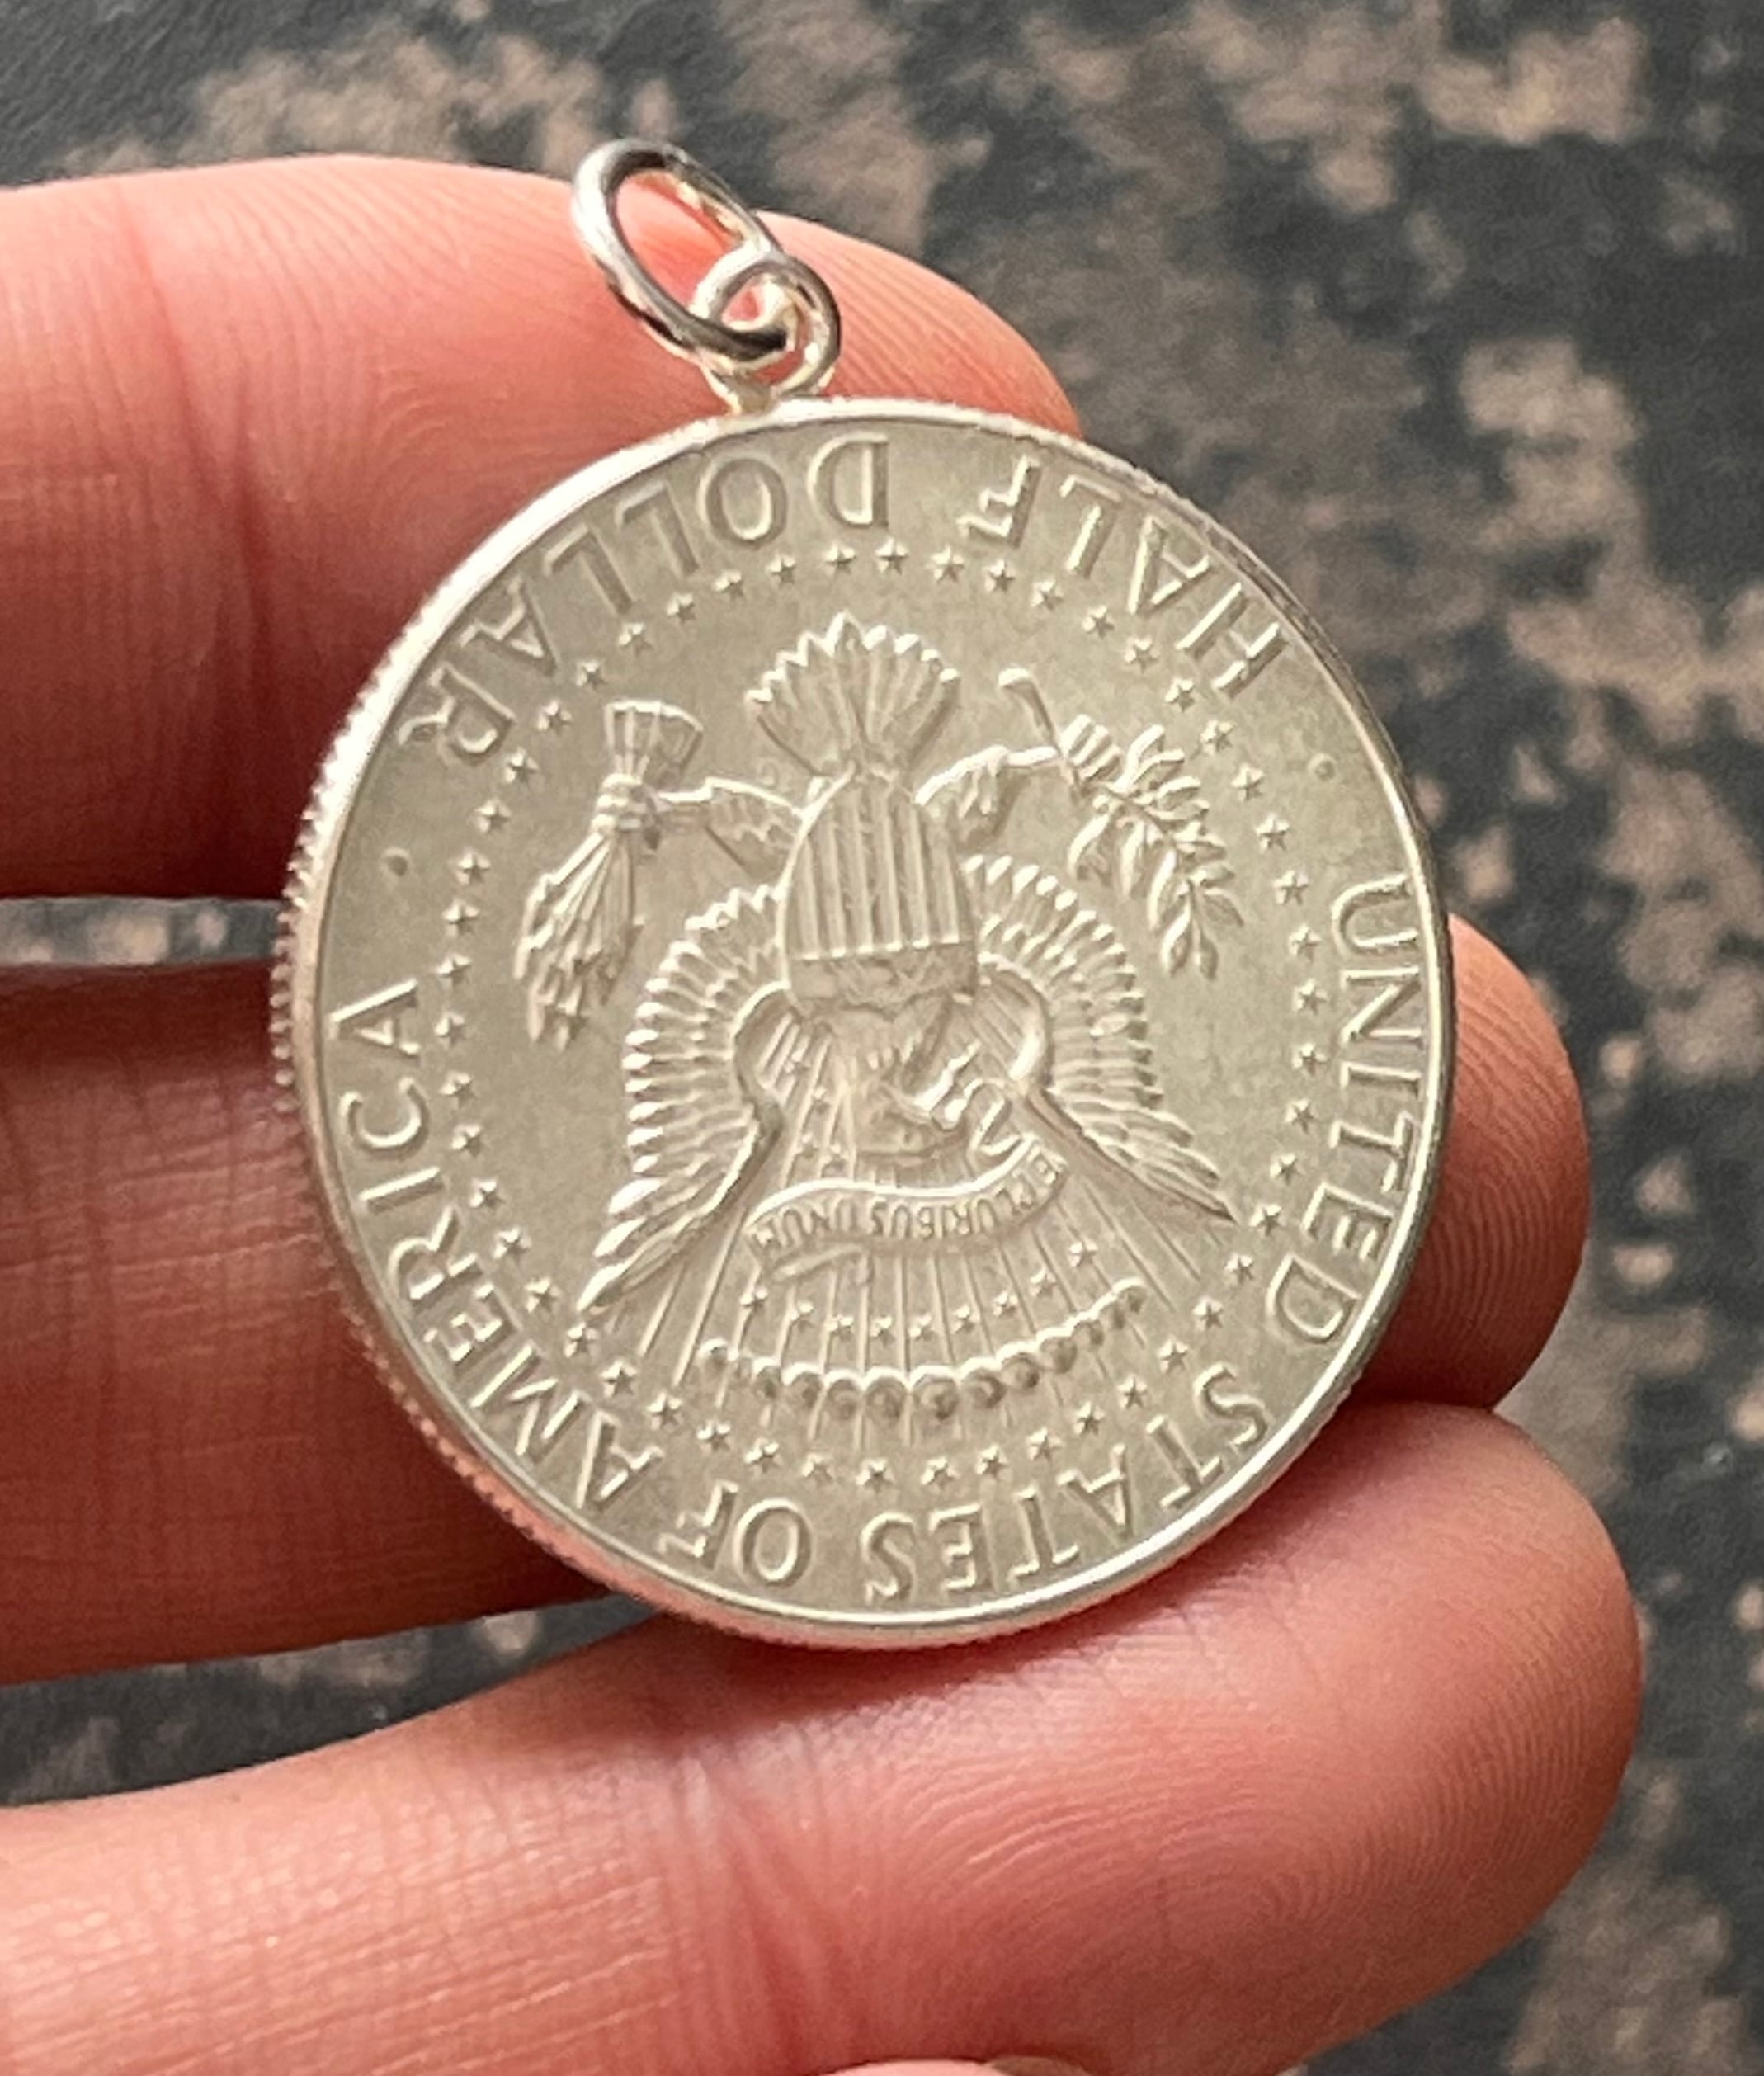 UNITED STATES OF AMERICA
E PLURIBUS UNUM
HALF DOLLAR